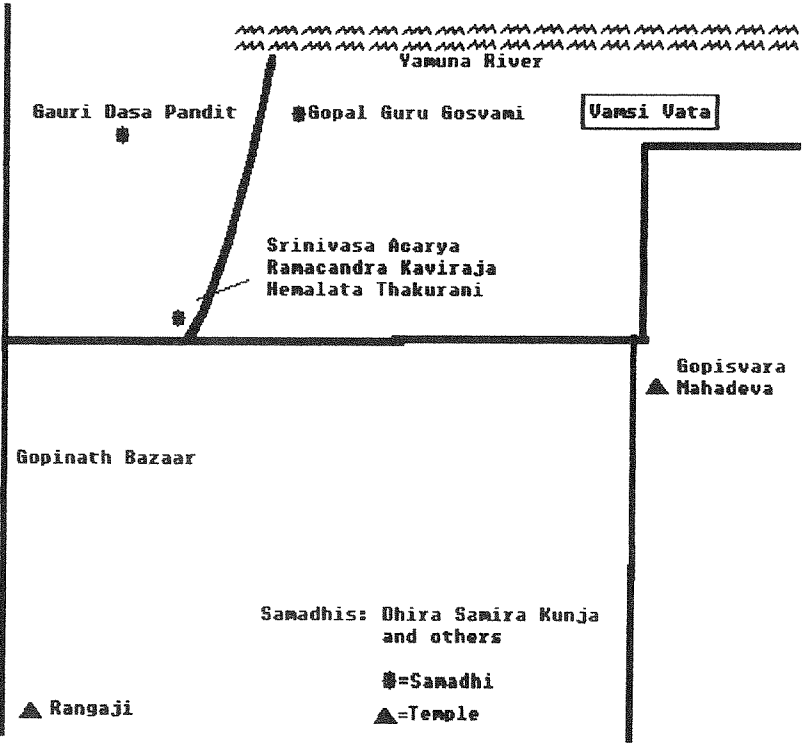 Yamuna River
Gauri Dasa Pandit
Gopal Guru Gosvami
Vamsi Vata
Srinivasa Acarya
Ramacandra Kaviraja
Hemalata Thakurani
Gopisvara
Mahadeva
Gopinath Bazaar
Samadhis: Dhira Samira Kunja
and others
=Samadhi
Rangaji
=Temple